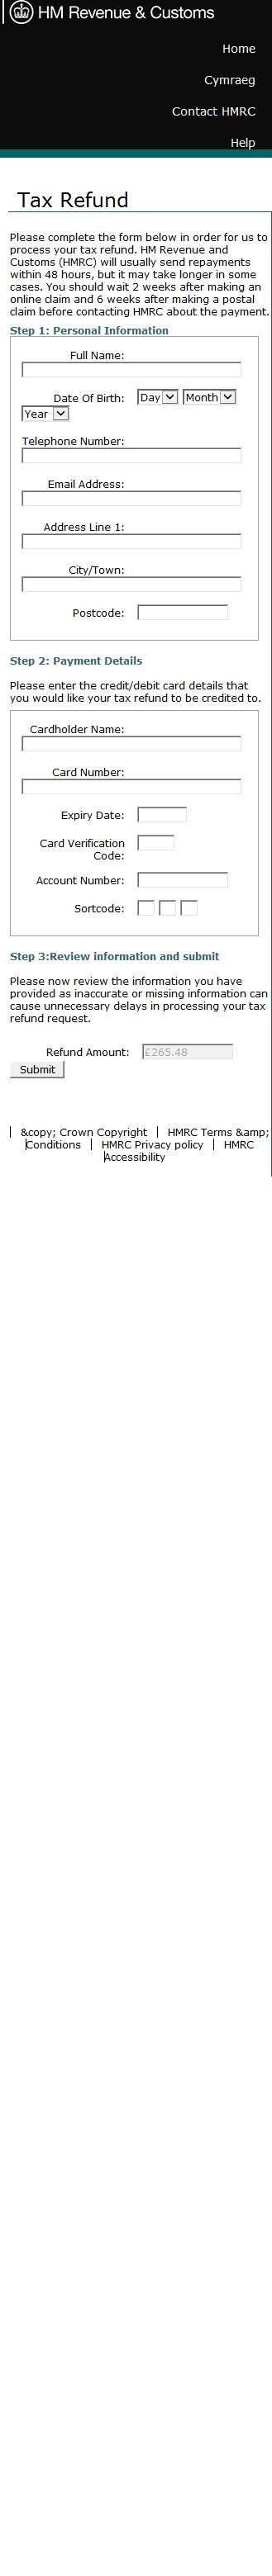 HM Revenue & Customs
Home
Cymraeg
Contact HMRC
Help
Tax Refund
Please complete the form below in order for us to
process your tax refund. HM Revenue and
Customs (HMRC) will usually send repayments
within 48 hours, but it may take longer in some
cases. You should wait 2 weeks after making an
online claim and 6 weeks after making a postal
claim before contacting HMRC about the payment.
Step 1: Personal Information
Full Name:
Date Of Birth: Day Month
Year
Telephone Number:
Email Address:
Address Line 1:
City/Town:
Postcode:
Step 2: Payment Details
Please enter the credit/debit card details that
you would like your tax refund to be credited to.
Cardholder Name:
Card Number:
Expiry Date:
Card Verification
Code:
Account Number:
Sortcode:
Step 3:Review information and submit
Please now review the information you have
provided as inaccurate or missing information can
cause unnecessary delays in processing your tax
refund request.
Refund Amount: £265.48
Submit
&copy; Crown Copyright | HMRC Terms &amp;
Conditions | HMRC Privacy policy | HMRC
Accessibility